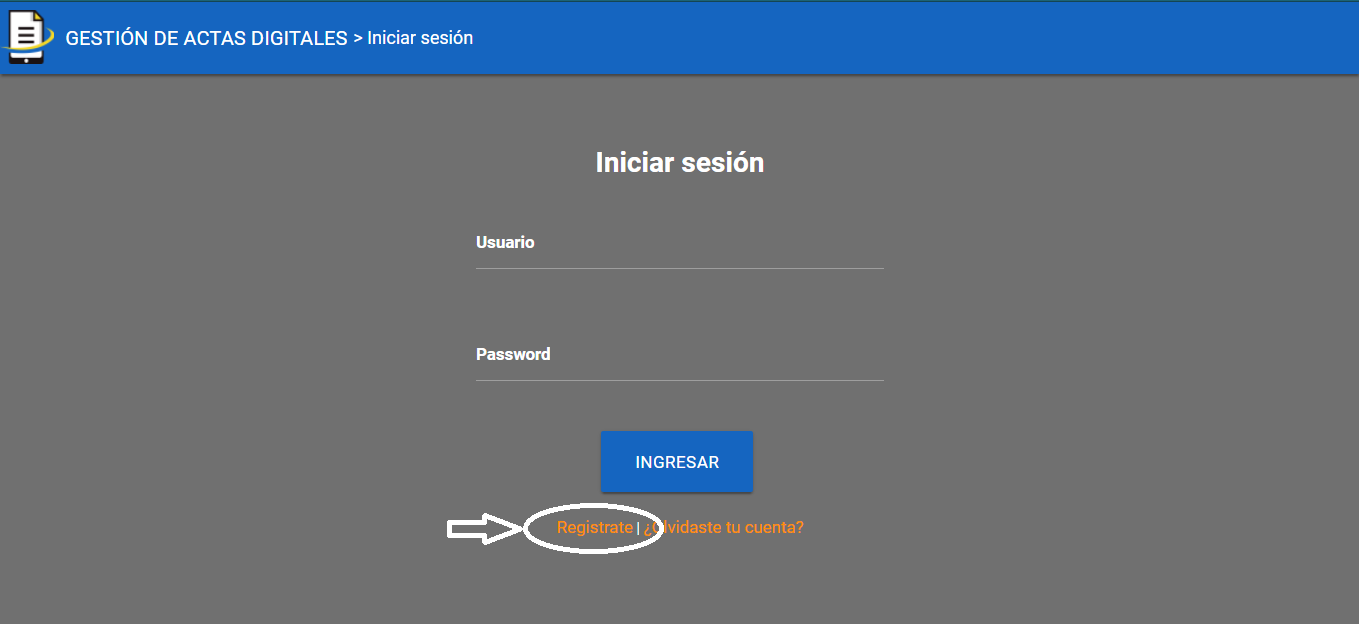 GESTIÓN DE ACTAS DIGITALES > Iniciar sesión
Iniciar sesión
Usuario
Password
INGRESAR
Registrate | ¿Olvidaste tu cuenta?